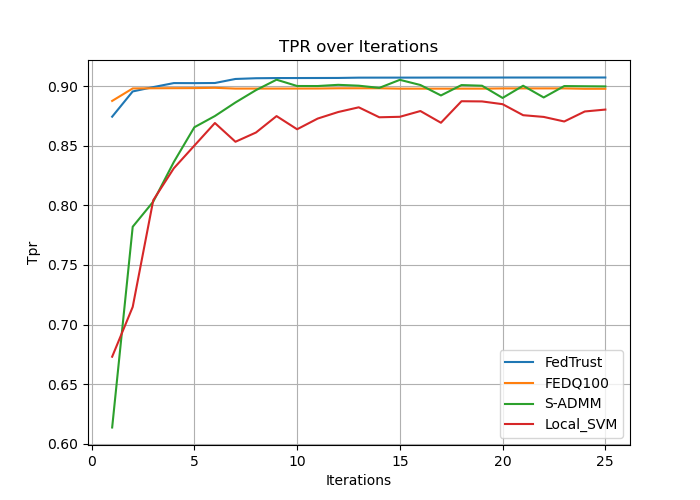 TPR over Iterations
Tpr
0.90
0.85
0.80
0.75
0.70
0.65
0.60
0
5
10
15
20
25
Iterations
FedTrust
FEDQ100
S-ADMM
Local_SVM